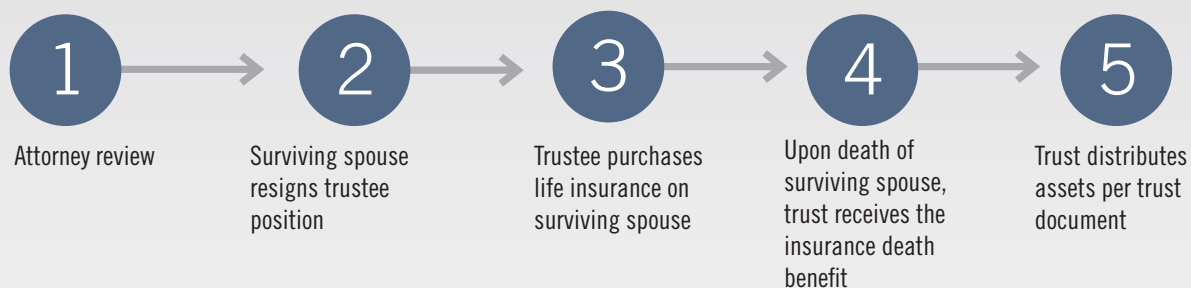 1
Attorney review
2
Surviving spouse
resigns trustee
position
3
Trustee purchases
life insurance on
surviving spouse
4
Upon death of
surviving spouse,
trust receives the
insurance death
benefit
5
Trust distributes
assets per trust
document